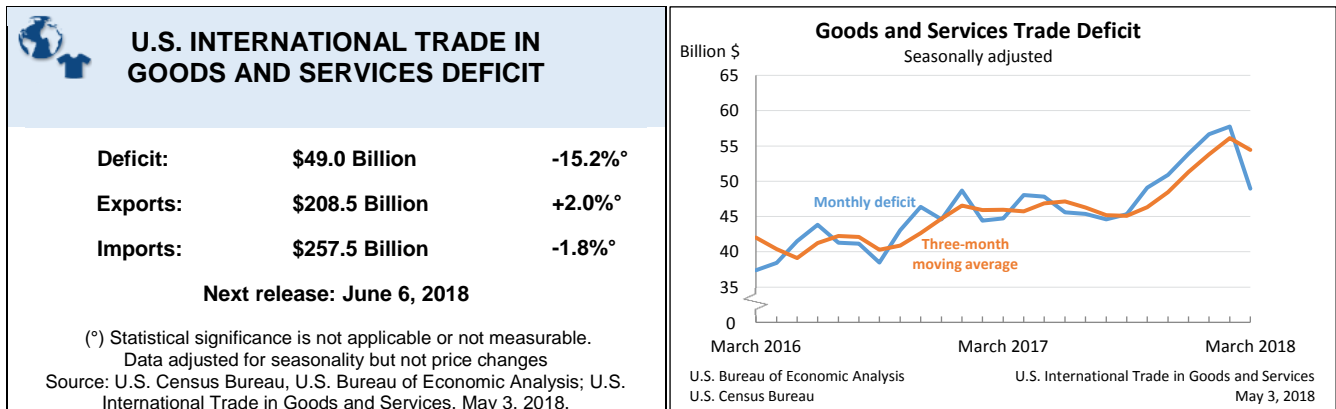 U.S. INTERNATIONAL TRADE IN
GOODS AND SERVICES DEFICIT
Deficit: $49.0 Billion -15.2%°
Exports: $208.5 Billion +2.0%°
Imports: $257.5 Billion -1.8%°
Next release: June 6, 2018
(°) Statistical significance is not applicable or not measurable.
Data adjusted for seasonality but not price changes
Source: U.S. Census Bureau, U.S. Bureau of Economic Analysis; U.S.
International Trade in Goods and Services, May 3, 2018.
Goods and Services Trade Deficit
Billion $
Seasonally adjusted
65
60
55
50
45
40
35
0
Monthly deficit
Three-month
moving average
March 2016
March 2017
March 2018
U.S. Bureau of Economic Analysis
U.S. Census Bureau
U.S. International Trade in Goods and Services
May 3, 2018